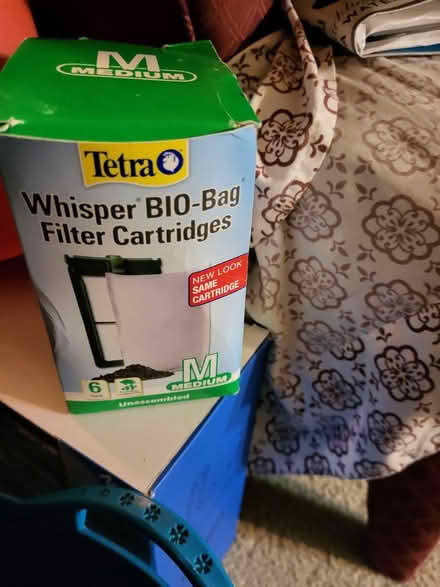 M
MEDIUM
Tetra
Whisper® BIO-Bag®
Filter Cartridges
NEW LOOK
SAME
CARTRIDGE
6
M
MEDIUM
Unassembled